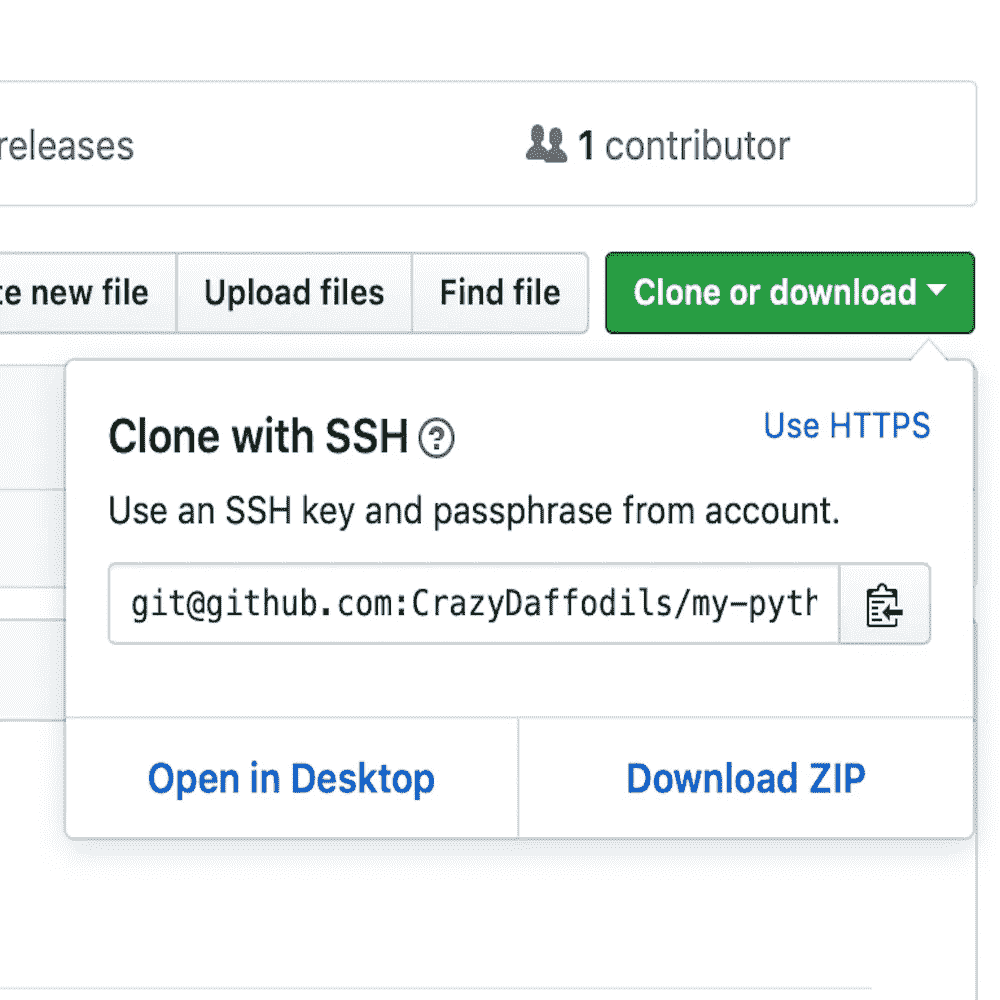 releases
1 contributor
te new file
Upload files
Find file
Clone or download
Clone with SSH
Use HTTPS
Use an SSH key and passphrase from account.
git@github.com:CrazyDaffodils/my-pyth
Open in Desktop
Download ZIP